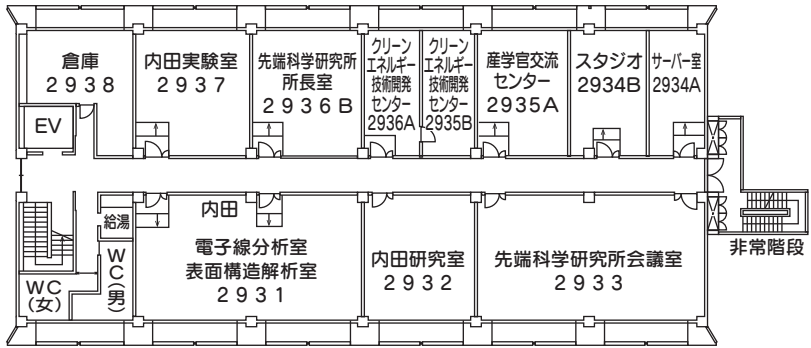 倉庫
2938
内田実験室
2937
先端科学研究所
所長室
2936B
クリーン
エネルギー
技術開発
センター
2936A
クリーン
エネルギー
技術開発
センター
2935B
産学官交流
センター
2935A
スタジオ
2934B
サーバー室
2934A
EV
給湯
WC
(女)
WC
(男)
内田
電子線分析室
表面構造解析室
2931
内田研究室
2932
先端科学研究所会議室
2933
非常階段